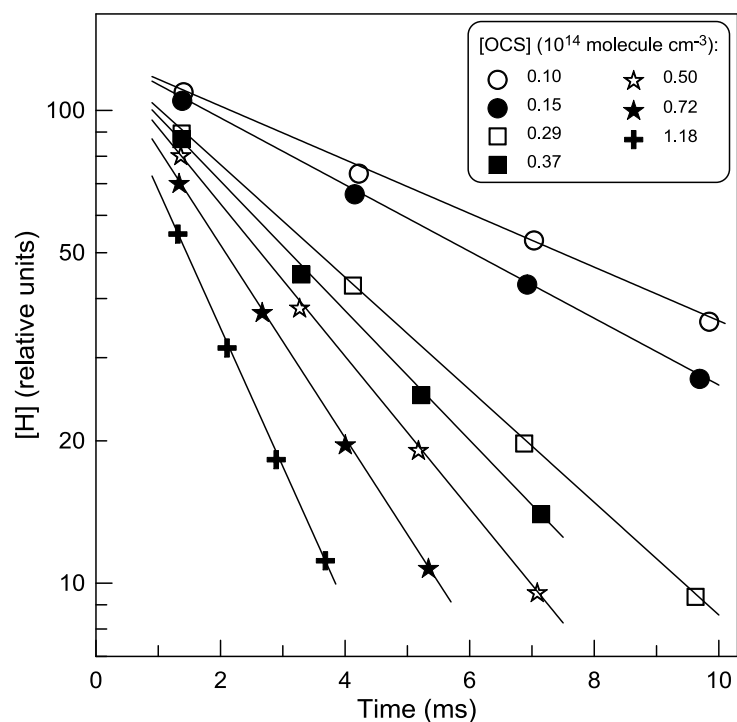 [OCS] (10¹⁴ molecule cm⁻³):
0.10 0.50
0.15 0.72
0.29 1.18
0.37
100
50
20
10
[H] (relative units)
0 2 4 6 8 10
Time (ms)